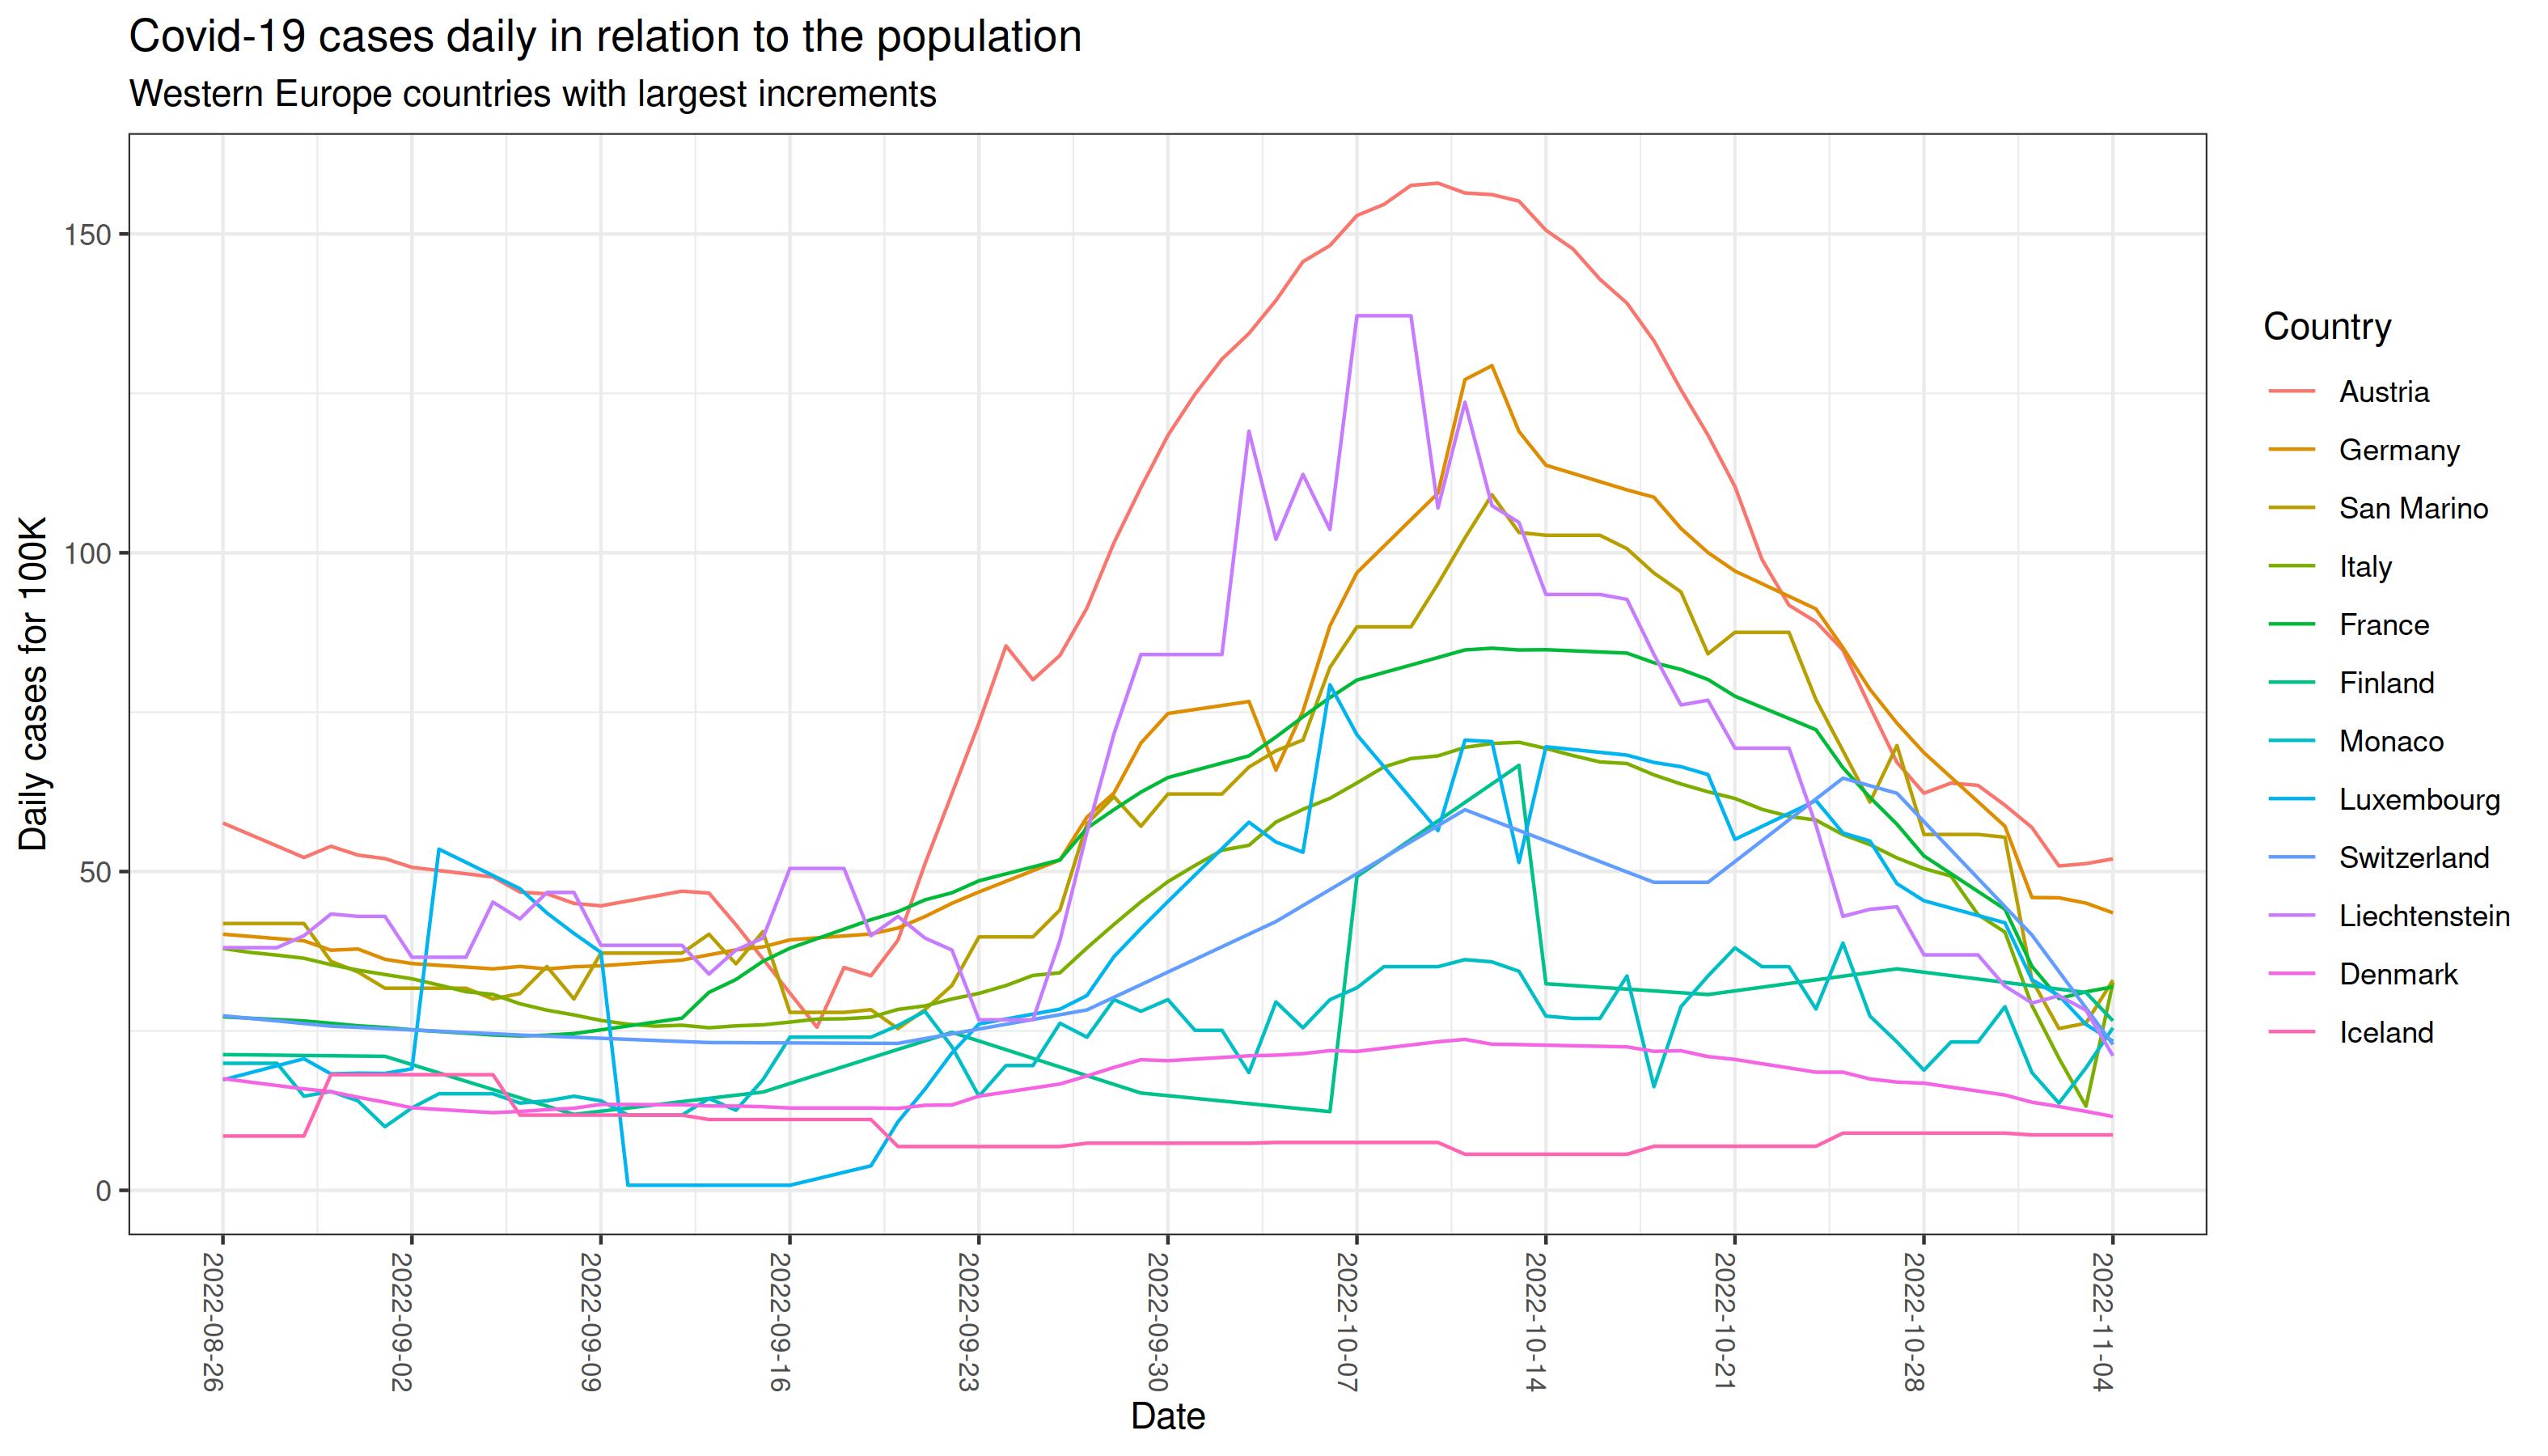 Covid-19 cases daily in relation to the population
Western Europe countries with largest increments
Daily cases for 100K
150
100
50
0
2022-08-26
2022-09-02
2022-09-09
2022-09-16
2022-09-23
2022-09-30
2022-10-07
2022-10-14
2022-10-21
2022-10-28
2022-11-04
Date
Country
Austria
Germany
San Marino
Italy
France
Finland
Monaco
Luxembourg
Switzerland
Liechtenstein
Denmark
Iceland